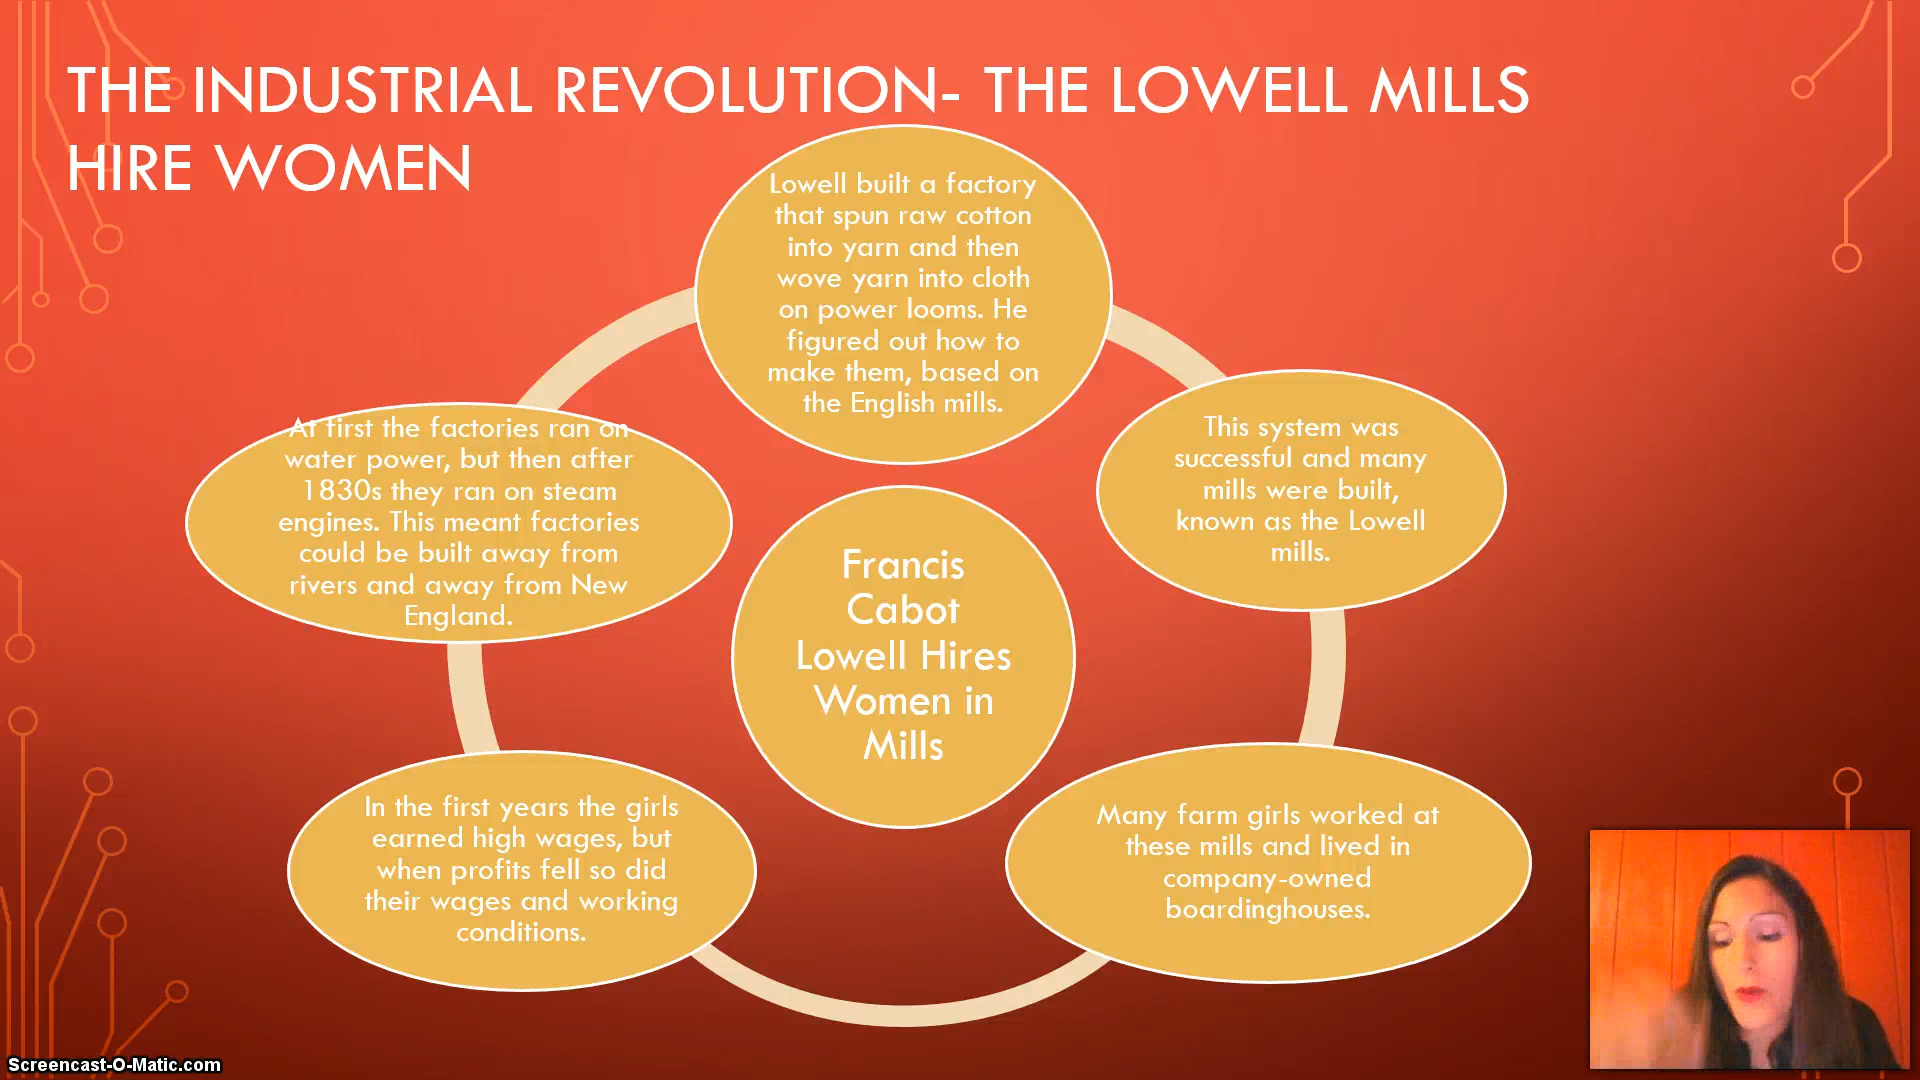 THE INDUSTRIAL REVOLUTION- THE LOWELL MILLS
HIRE WOMEN
Lowell built a factory
that spun raw cotton
into yarn and then
wove yarn into cloth
on power looms. He
figured out how to
make them, based on
the English mills.
This system was
successful and many
mills were built,
known as the Lowell
mills.
Many farm girls worked at
these mills and lived in
company-owned
boardinghouses.
In the first years the girls
earned high wages, but
when profits fell so did
their wages and working
conditions.
At first the factories ran on
water power, but then after
1830s they ran on steam
engines. This meant factories
could be built away from
rivers and away from New
England.
Francis
Cabot
Lowell Hires
Women in
Mills
Screencast-O-Matic.com